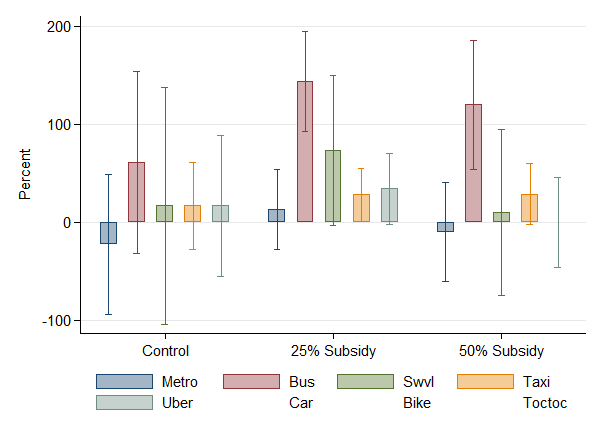 200
100
0
-100
Percent
Control 25% Subsidy 50% Subsidy
Metro Bus Swvl Taxi
Uber Car Bike Toctoc